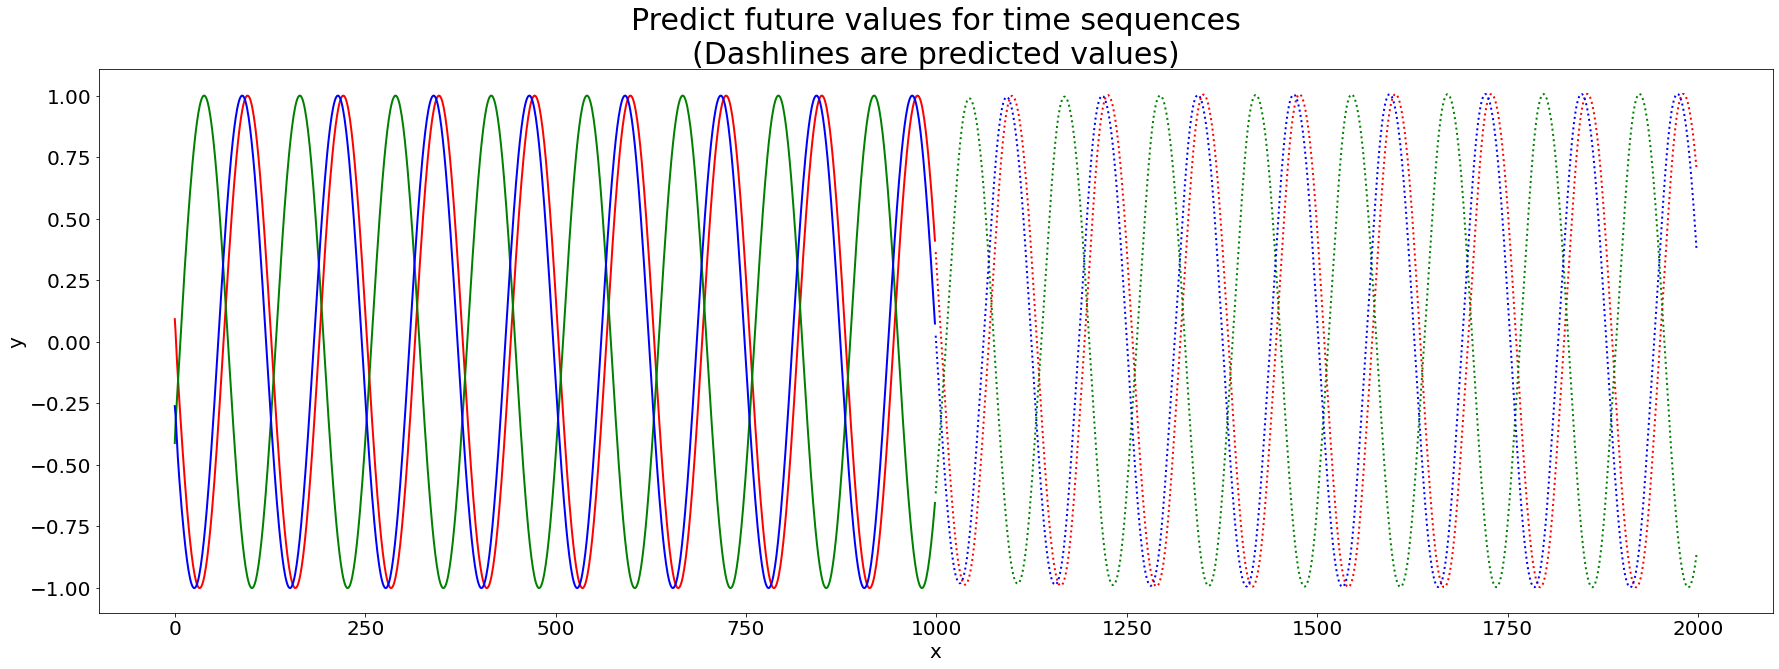 Predict future values for time sequences
(Dashlines are predicted values)
1.00
0.75
0.50
0.25
0.00
−0.25
−0.50
−0.75
−1.00
y
0 250 500 750 1000 1250 1500 1750 2000
x